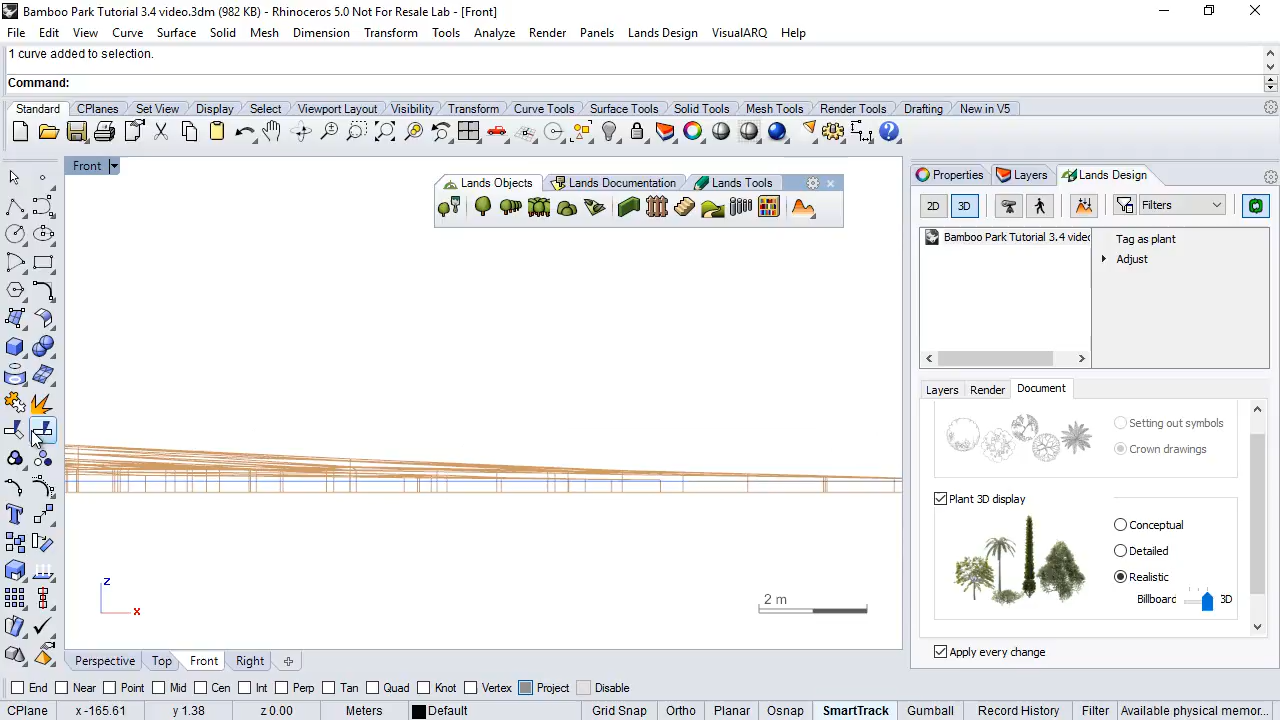 Bamboo Park Tutorial 3.4 video.3dm (982 KB) - Rhinoceros 5.0 Not For Resale Lab - [Front]
File Edit View Curve Surface Solid Mesh Dimension Transform Tools Analyze Render Panels Lands Design VisualARQ Help
1 curve added to selection.
Command:
Standard CPlanes Set View Display Select Viewport Layout Visibility Transform Curve Tools Surface Tools Solid Tools Mesh Tools Render Tools Drafting New in V5
Front
Lands Objects Lands Documentation Lands Tools
z
x
2 m
Properties Layers Lands Design
2D 3D Filters
Bamboo Park Tutorial 3.4 videc
Tag as plant
Adjust
Layers Render Document
Setting out symbols
Crown drawings
Plant 3D display
Conceptual
Detailed
Realistic
Billboard 3D
Apply every change
Perspective Top Front Right
End Near Point Mid Cen Int Perp Tan Quad Knot Vertex Project Disable
CPlane x -165.61 y 1.38 z 0.00 Meters Default Grid Snap Ortho Planar Osnap SmartTrack Gumball Record History Filter Available physical memor...